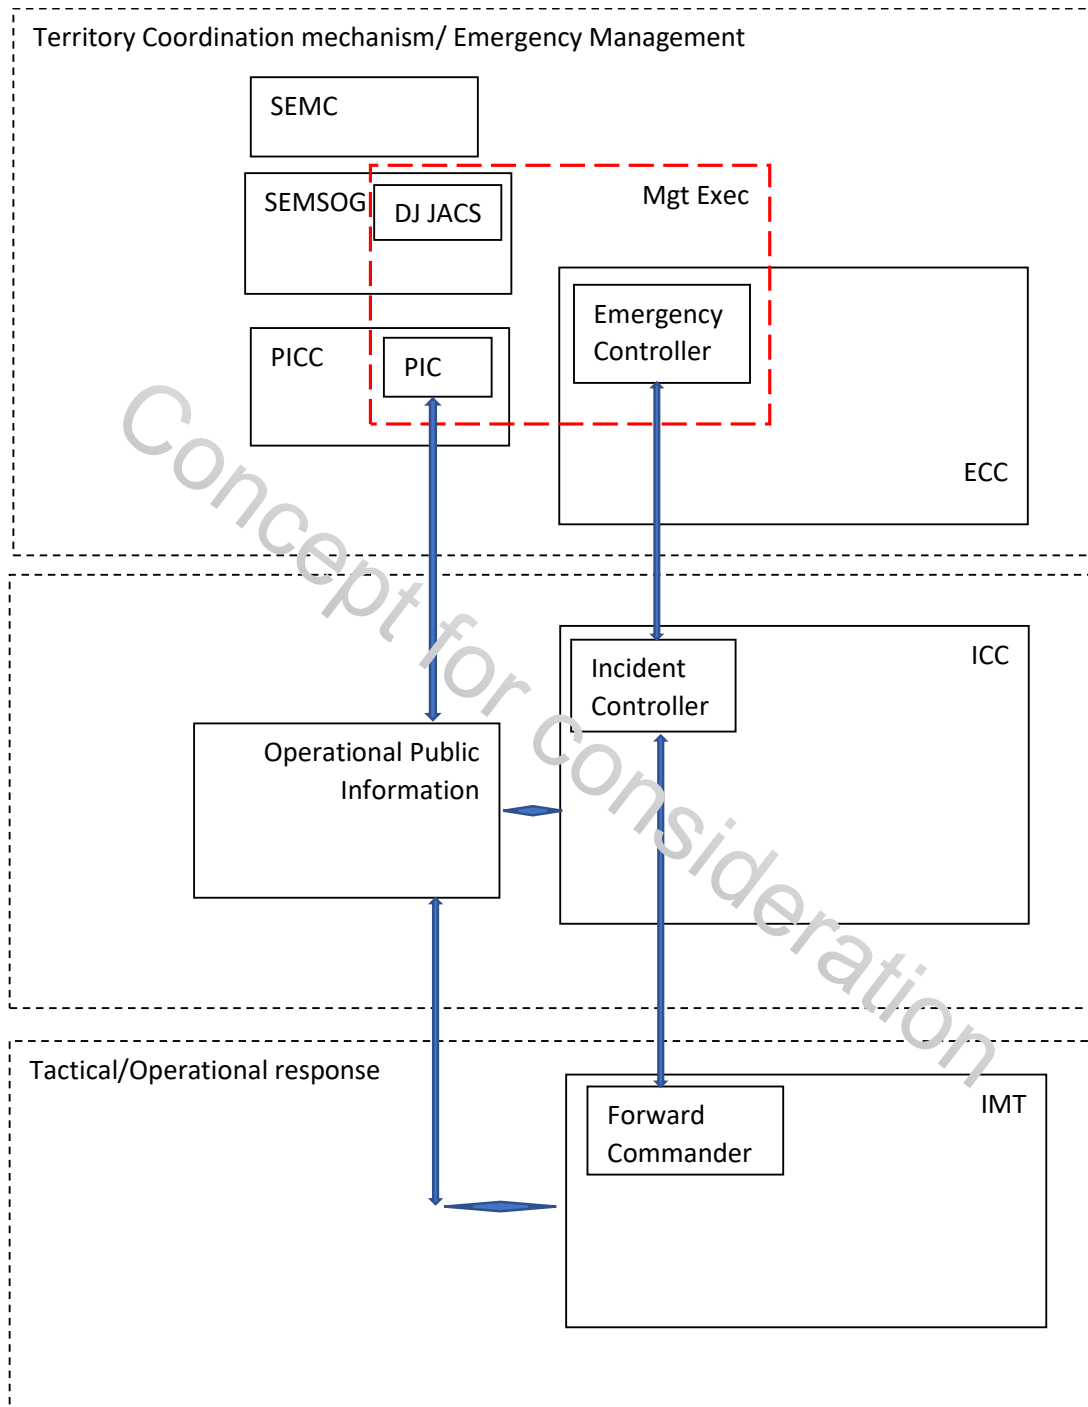 Territory Coordination mechanism/ Emergency Management
SEMC
SEMSOG
DJ JACS
Mgt Exec
PICC
PIC
Emergency
Controller
ECC
Concept for consideration
Incident
Controller
ICC
Operational Public
Information
Tactical/Operational response
Forward
Commander
IMT